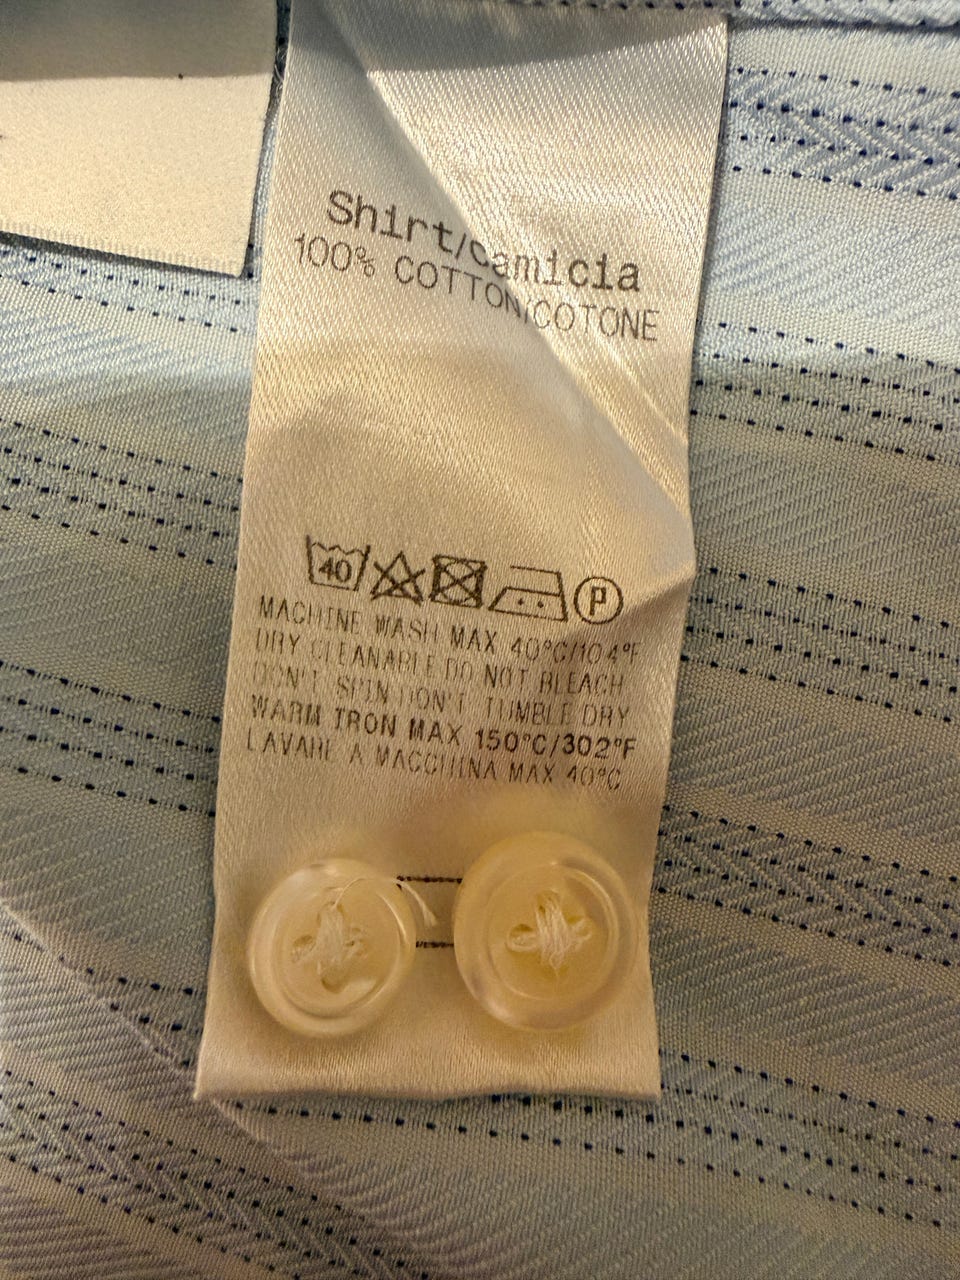 Shirt/Camicia
100% COTTON/COTONE
40 P
MACHINE WASH MAX 40°C/104°F
DRY CLEANABLE DO NOT BLEACH
DON'T SPIN DON'T TUMBLE DRY
WARM IRON MAX 150°C/302°F
LAVARE A MACCHINA MAX 40°C